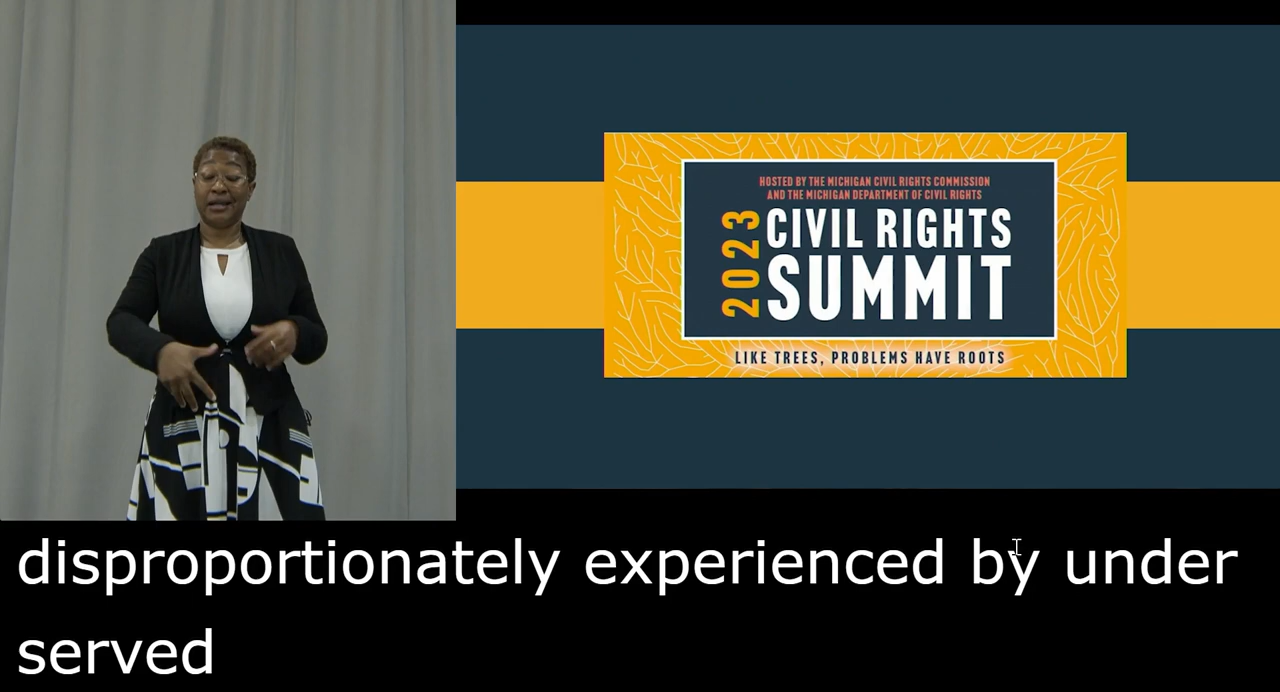 HOSTED BY THE MICHIGAN CIVIL RIGHTS COMMISSION
AND THE MICHIGAN DEPARTMENT OF CIVIL RIGHTS
2023
CIVIL RIGHTS
SUMMIT
LIKE TREES, PROBLEMS HAVE ROOTS
disproportionately experienced by under
served